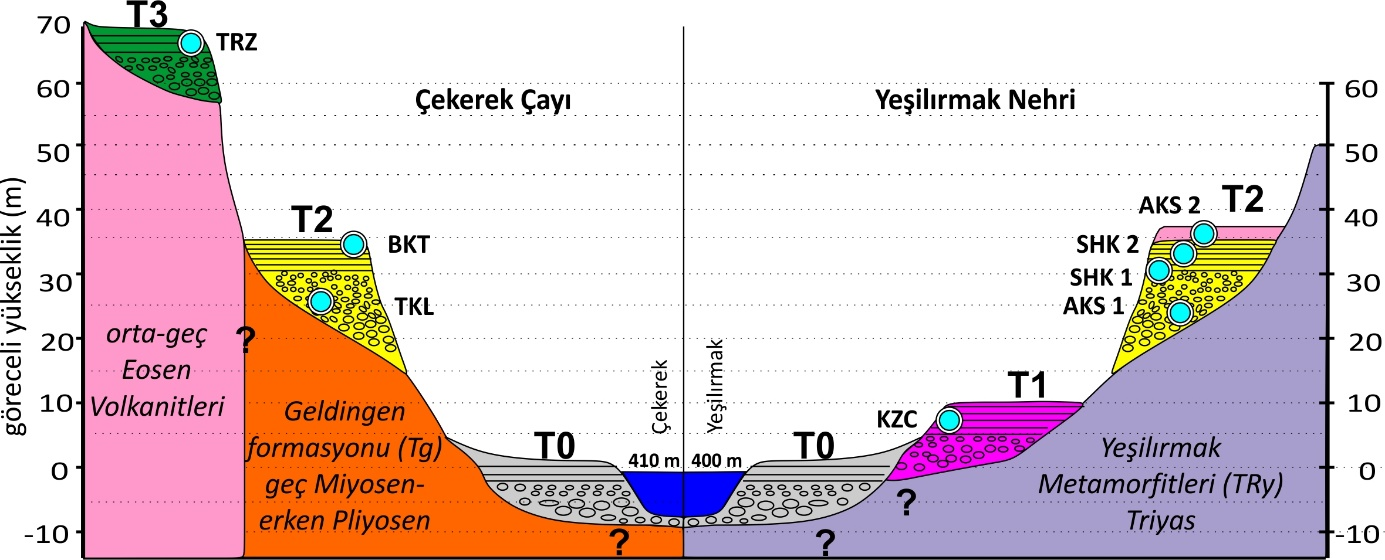 70
60
50
40
30
20
10
0
-10
göreceli yükseklik (m)
T3
TRZ
Çekerek Çayı
Yeşilırmak Nehri
T2
BKT
TKL
?
orta-geç
Eosen
Volkanitleri
Geldingen
formasyonu (Tg)
geç Miyosen-
erken Pliyosen
T0
?
Çekerek
Yeşilırmak
410 m
400 m
T0
?
KZC
T1
?
AKS 2
T2
SHK 2
SHK 1
AKS 1
Yeşilırmak
Metamorfitleri (TRy)
Triyas
60
50
40
30
20
10
0
-10